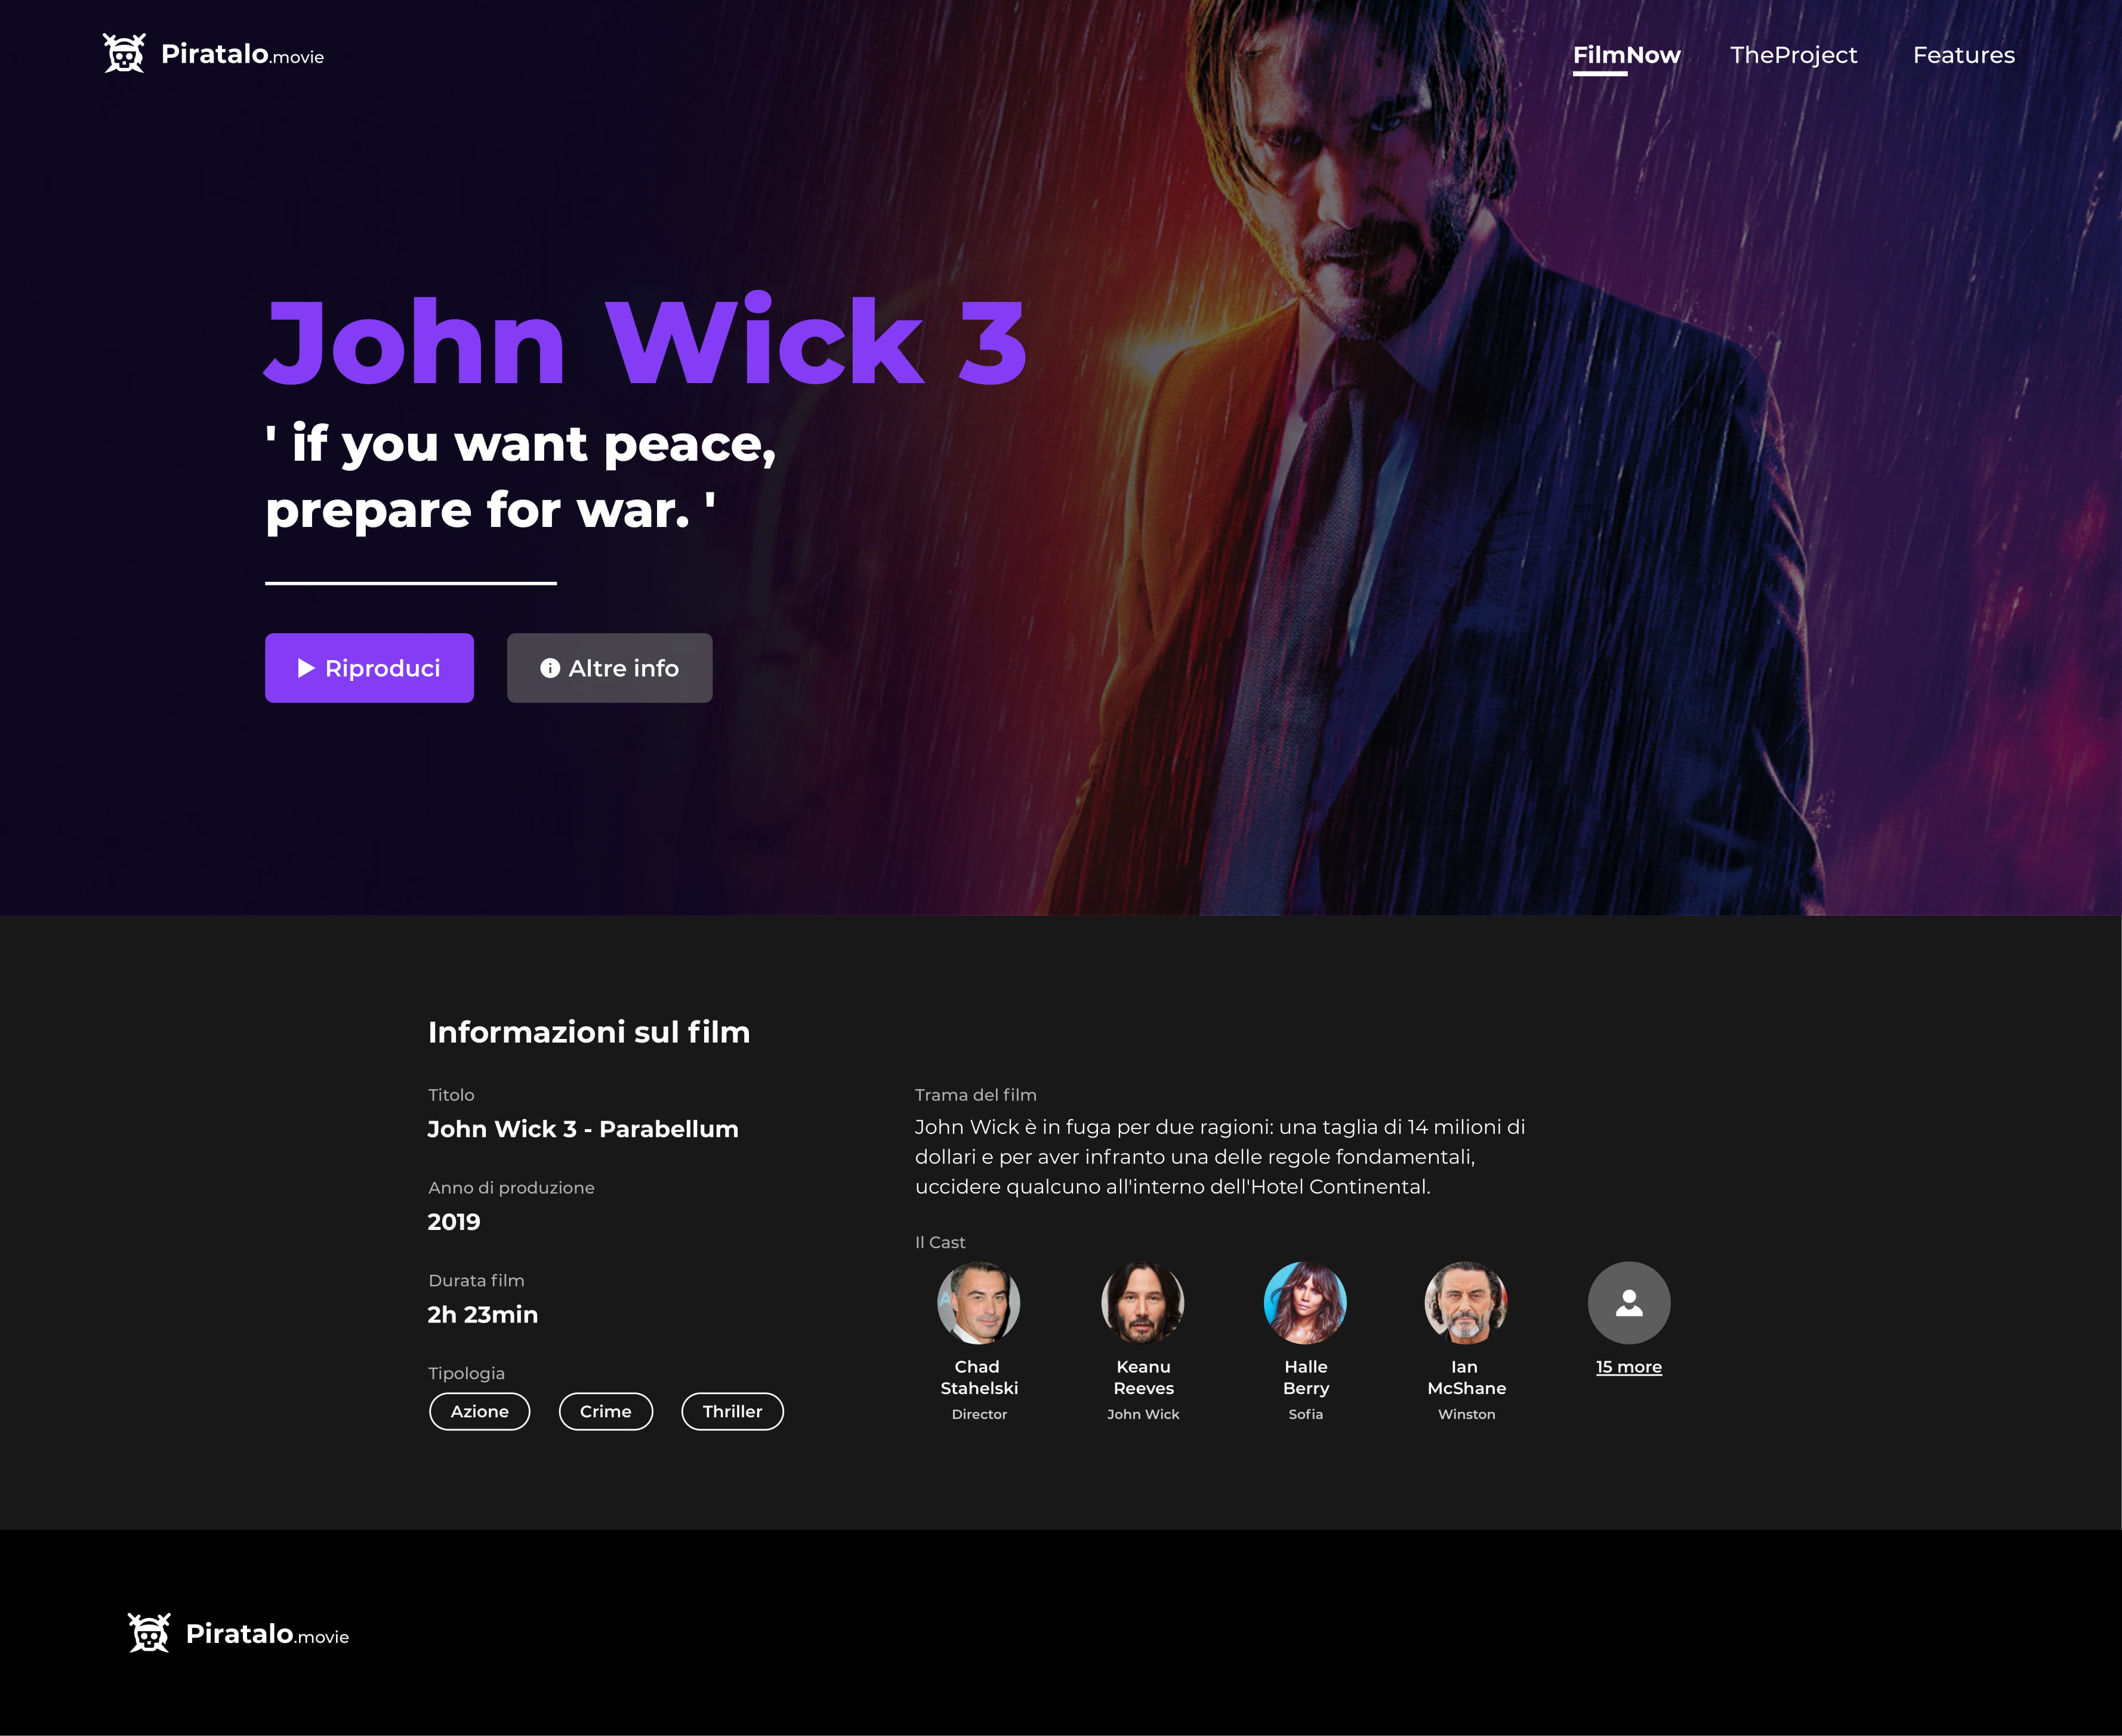 Piratalo.movie
FilmNow TheProject Features
John Wick 3
' if you want peace,
prepare for war. '
Riproduci
Altre info
Informazioni sul film
Titolo
John Wick 3 - Parabellum
Anno di produzione
2019
Durata film
2h 23min
Tipologia
Azione Crime Thriller
Trama del film
John Wick è in fuga per due ragioni: una taglia di 14 milioni di
dollari e per aver infranto una delle regole fondamentali,
uccidere qualcuno all'interno dell'Hotel Continental.
Il Cast
Chad
Stahelski
Director
Keanu
Reeves
John Wick
Halle
Berry
Sofia
Ian
McShane
Winston
15 more
Piratalo.movie